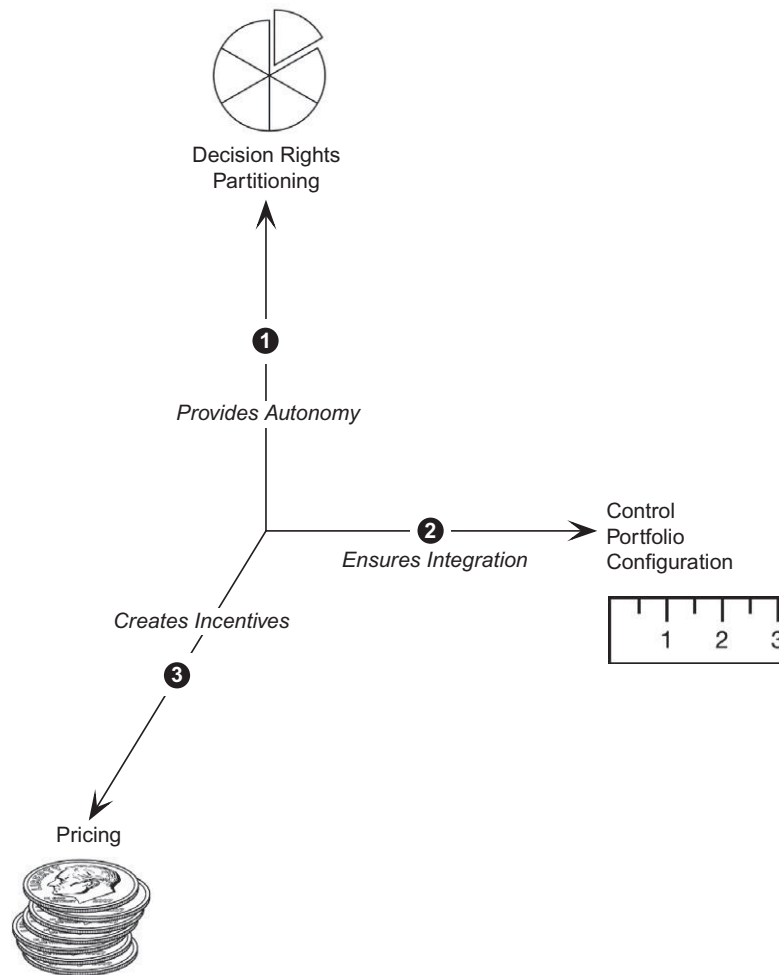 Decision Rights
Partitioning
1
Provides Autonomy
2
Ensures Integration
Control
Portfolio
Configuration
1 2 3
Creates Incentives
3
Pricing
LIBERTY